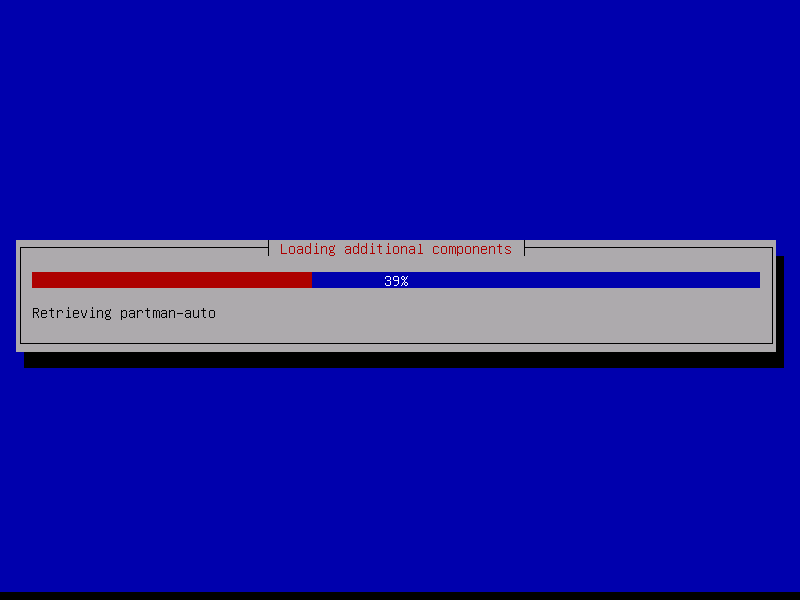 Loading additional components
39%
Retrieving partman-auto